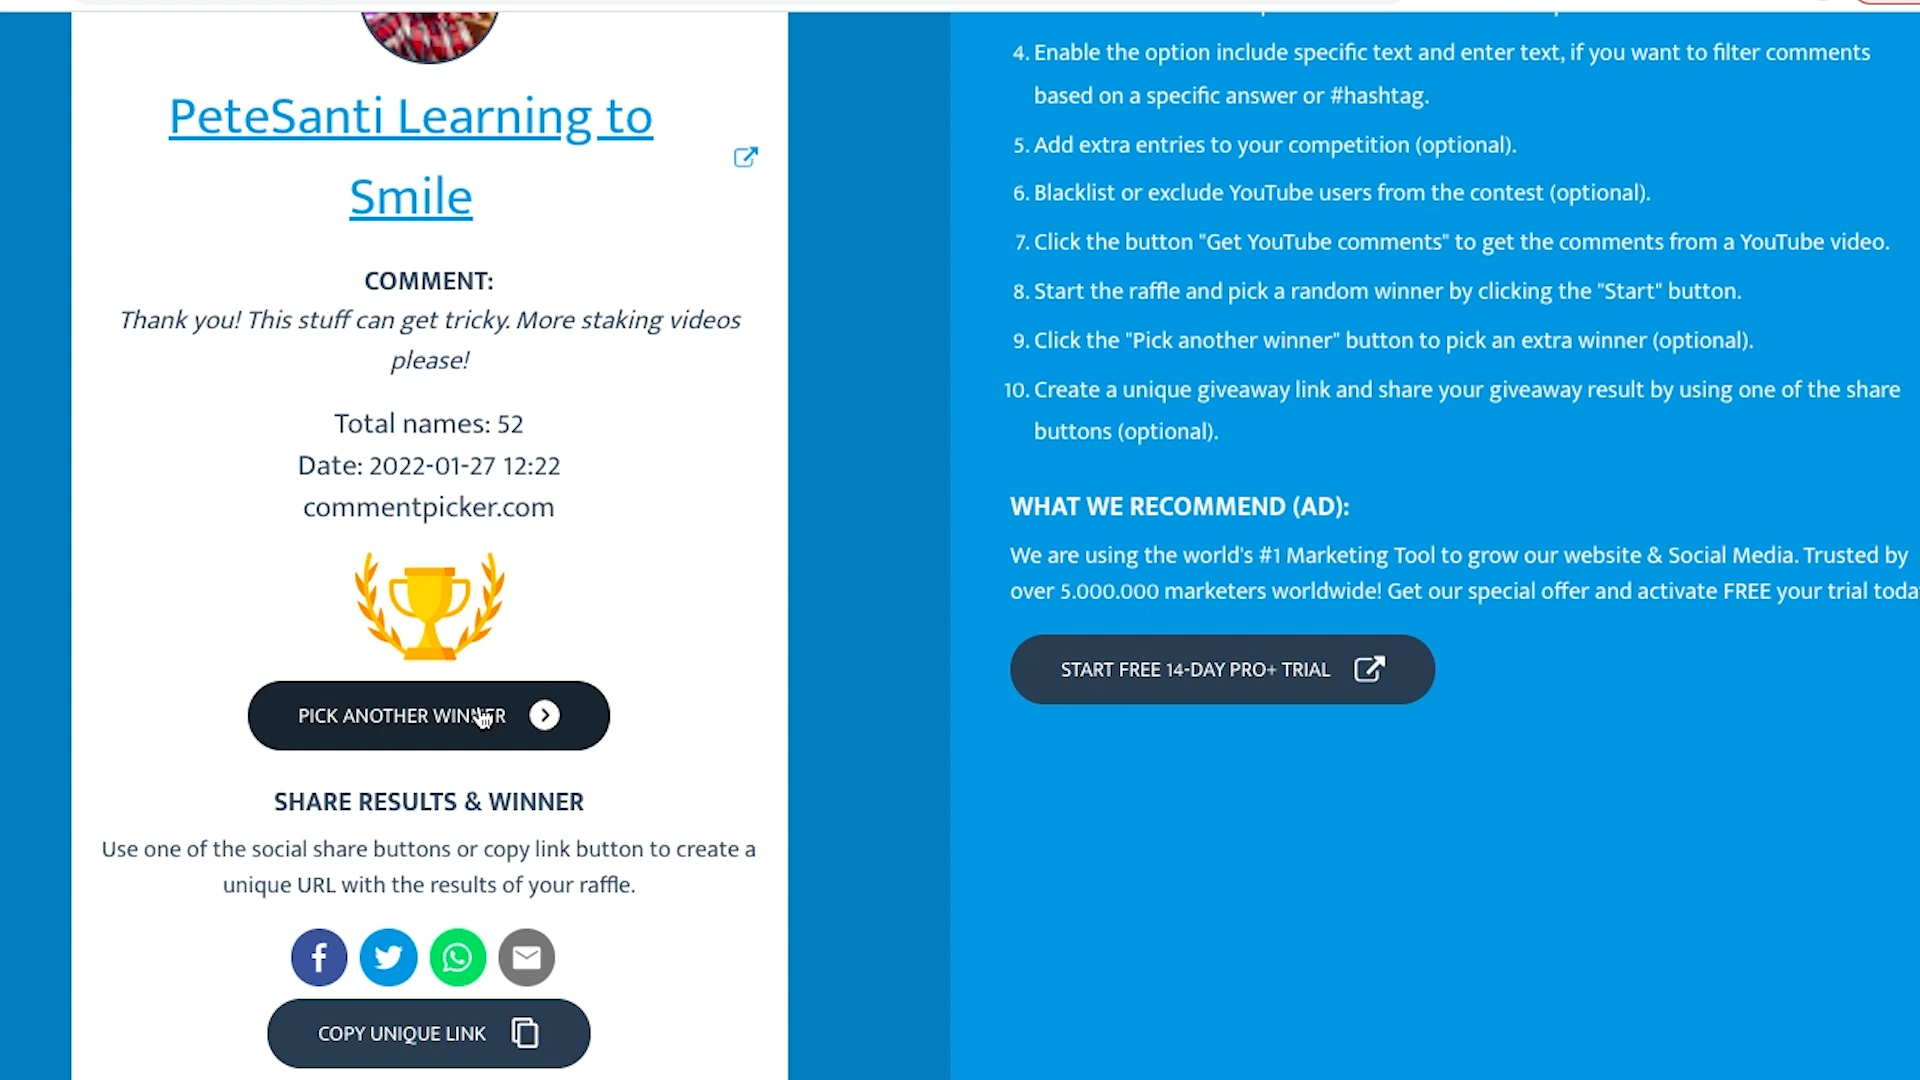 PeteSanti Learning to
Smile
COMMENT:
Thank you! This stuff can get tricky. More staking videos
please!
Total names: 52
Date: 2022-01-27 12:22
commentpicker.com
PICK ANOTHER WINNER
SHARE RESULTS & WINNER
Use one of the social share buttons or copy link button to create a
unique URL with the results of your raffle.
COPY UNIQUE LINK
4. Enable the option include specific text and enter text, if you want to filter comments
based on a specific answer or #hashtag.
5. Add extra entries to your competition (optional).
6. Blacklist or exclude YouTube users from the contest (optional).
7. Click the button "Get YouTube comments" to get the comments from a YouTube video.
8. Start the raffle and pick a random winner by clicking the "Start" button.
9. Click the "Pick another winner" button to pick an extra winner (optional).
10. Create a unique giveaway link and share your giveaway result by using one of the share
buttons (optional).
WHAT WE RECOMMEND (AD):
We are using the world's #1 Marketing Tool to grow our website & Social Media. Trusted by
over 5.000.000 marketers worldwide! Get our special offer and activate FREE your trial
START FREE 14-DAY PRO+ TRIAL